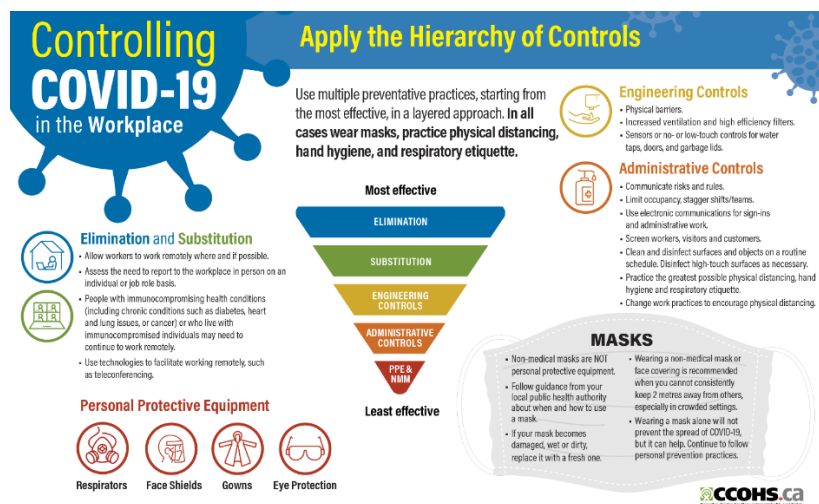 Controlling
COVID-19
in the Workplace
Apply the Hierarchy of Controls
Use multiple preventative practices, starting from
the most effective, in a layered approach. In all
cases wear masks, practice physical distancing,
hand hygiene, and respiratory etiquette.
Most effective
ELIMINATION
SUBSTITUTION
ENGINEERING
CONTROLS
ADMINISTRATIVE
CONTROLS
PPE &
NMM
Least effective
Engineering Controls
• Physical barriers.
• Increased ventilation and high efficiency filters.
• Sensors or no- or low-touch controls for water
taps, doors, and garbage lids.
Administrative Controls
• Communicate risks and rules.
• Limit occupancy, stagger shifts/teams.
• Use electronic communications for sign-ins
and administrative work.
• Screen workers, visitors and customers.
• Clean and disinfect surfaces and objects on a routine
schedule. Disinfect high-touch surfaces as necessary.
• Practice the greatest possible physical distancing, hand
hygiene and respiratory etiquette.
• Change work practices to encourage physical distancing.
Elimination and Substitution
• Allow workers to work remotely where and if possible.
• Assess the need to report to the workplace in person on an
individual or job role basis.
• People with immunocompromising health conditions
(including chronic conditions such as diabetes, heart
and lung issues, or cancer) or who live with
immunocompromised individuals may need to
continue to work remotely.
• Use technologies to facilitate working remotely, such
as teleconferencing.
Personal Protective Equipment
Respirators
Face Shields
Gowns
Eye Protection
MASKS
• Non-medical masks are NOT
personal protective equipment.
• Follow guidance from your
local public health authority
about when and how to use
a mask.
• If your mask becomes
damaged, wet or dirty,
replace it with a fresh one.
• Wearing a non-medical mask or
face covering is recommended
when you cannot consistently
keep 2 metres away from others,
especially in crowded settings.
• Wearing a mask alone will not
prevent the spread of COVID-19,
but it can help. Continue to follow
personal prevention practices.
CCOHS.ca